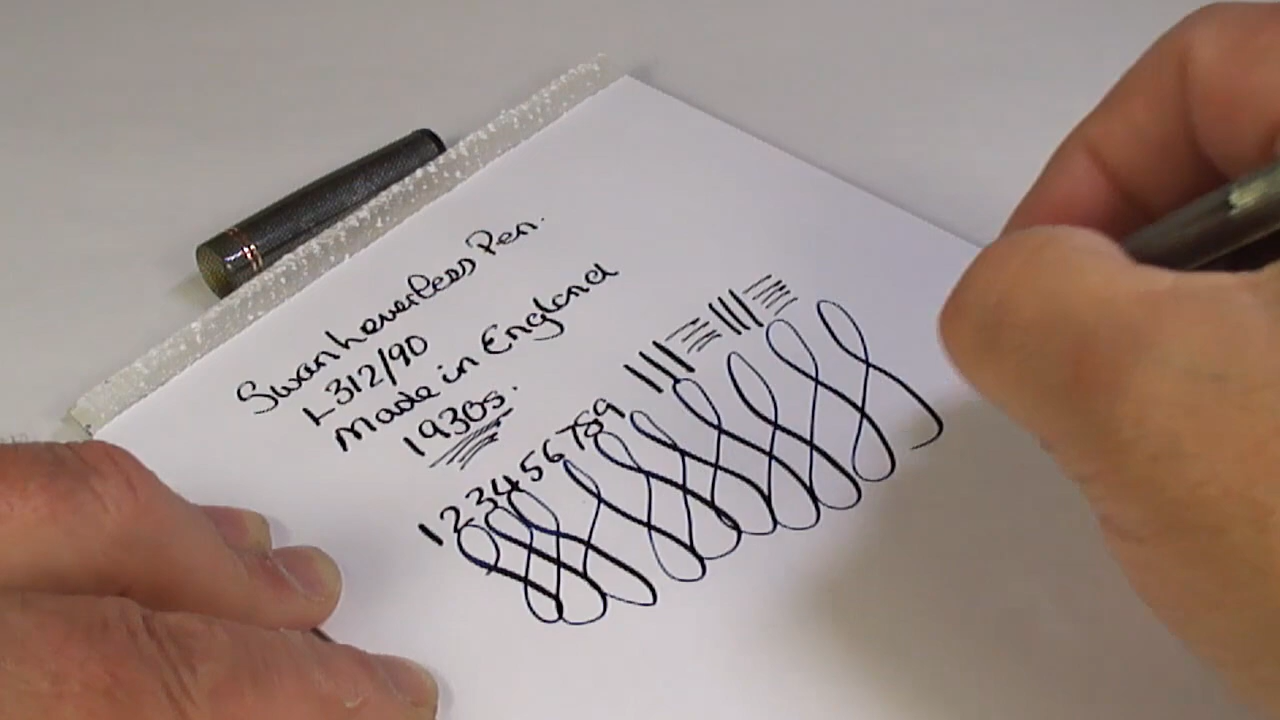 Swan Leverless Pen.
L312/90
Made in England
1930s.
123456789